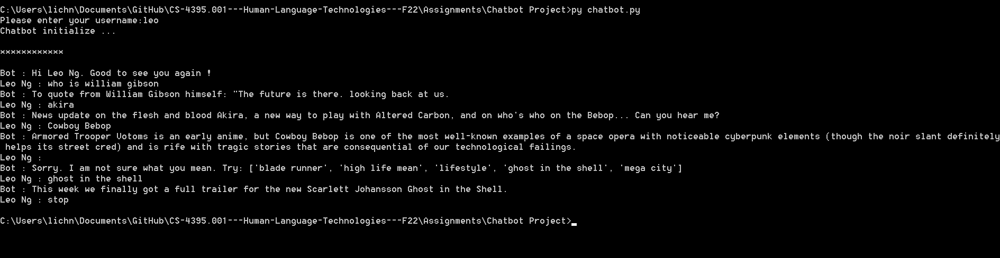 C:\Users\lichn\Documents\GitHub\CS-4395.001---Human-Language-Technologies---F22\Assignments\Chatbot Project>py chatbot.py
Please enter your username:leo
Chatbot initialize ...
************
Bot : Hi Leo Ng. Good to see you again !
Leo Ng : who is william gibson
Bot : To quote from William Gibson himself: "The future is there. looking back at us.
Leo Ng : akira
Bot : News update on the flesh and blood Akira, a new way to play with Altered Carbon, and on who's who on the Bebop... Can you hear me?
Leo Ng : Cowboy Bebop
Bot : Armored Trooper Votoms is an early anime, but Cowboy Bebop is one of the most well-known examples of a space opera with noticeable cyberpunk elements (though the noir slant definitely
 helps its street cred) and is rife with tragic stories that are consequential of our technological failings.
Leo Ng :
Bot : Sorry. I am not sure what you mean. Try: ['blade runner', 'high life mean', 'lifestyle', 'ghost in the shell', 'mega city']
Leo Ng : ghost in the shell
Bot : This week we finally got a full trailer for the new Scarlett Johansson Ghost in the Shell.
Leo Ng : stop
C:\Users\lichn\Documents\GitHub\CS-4395.001---Human-Language-Technologies---F22\Assignments\Chatbot Project>